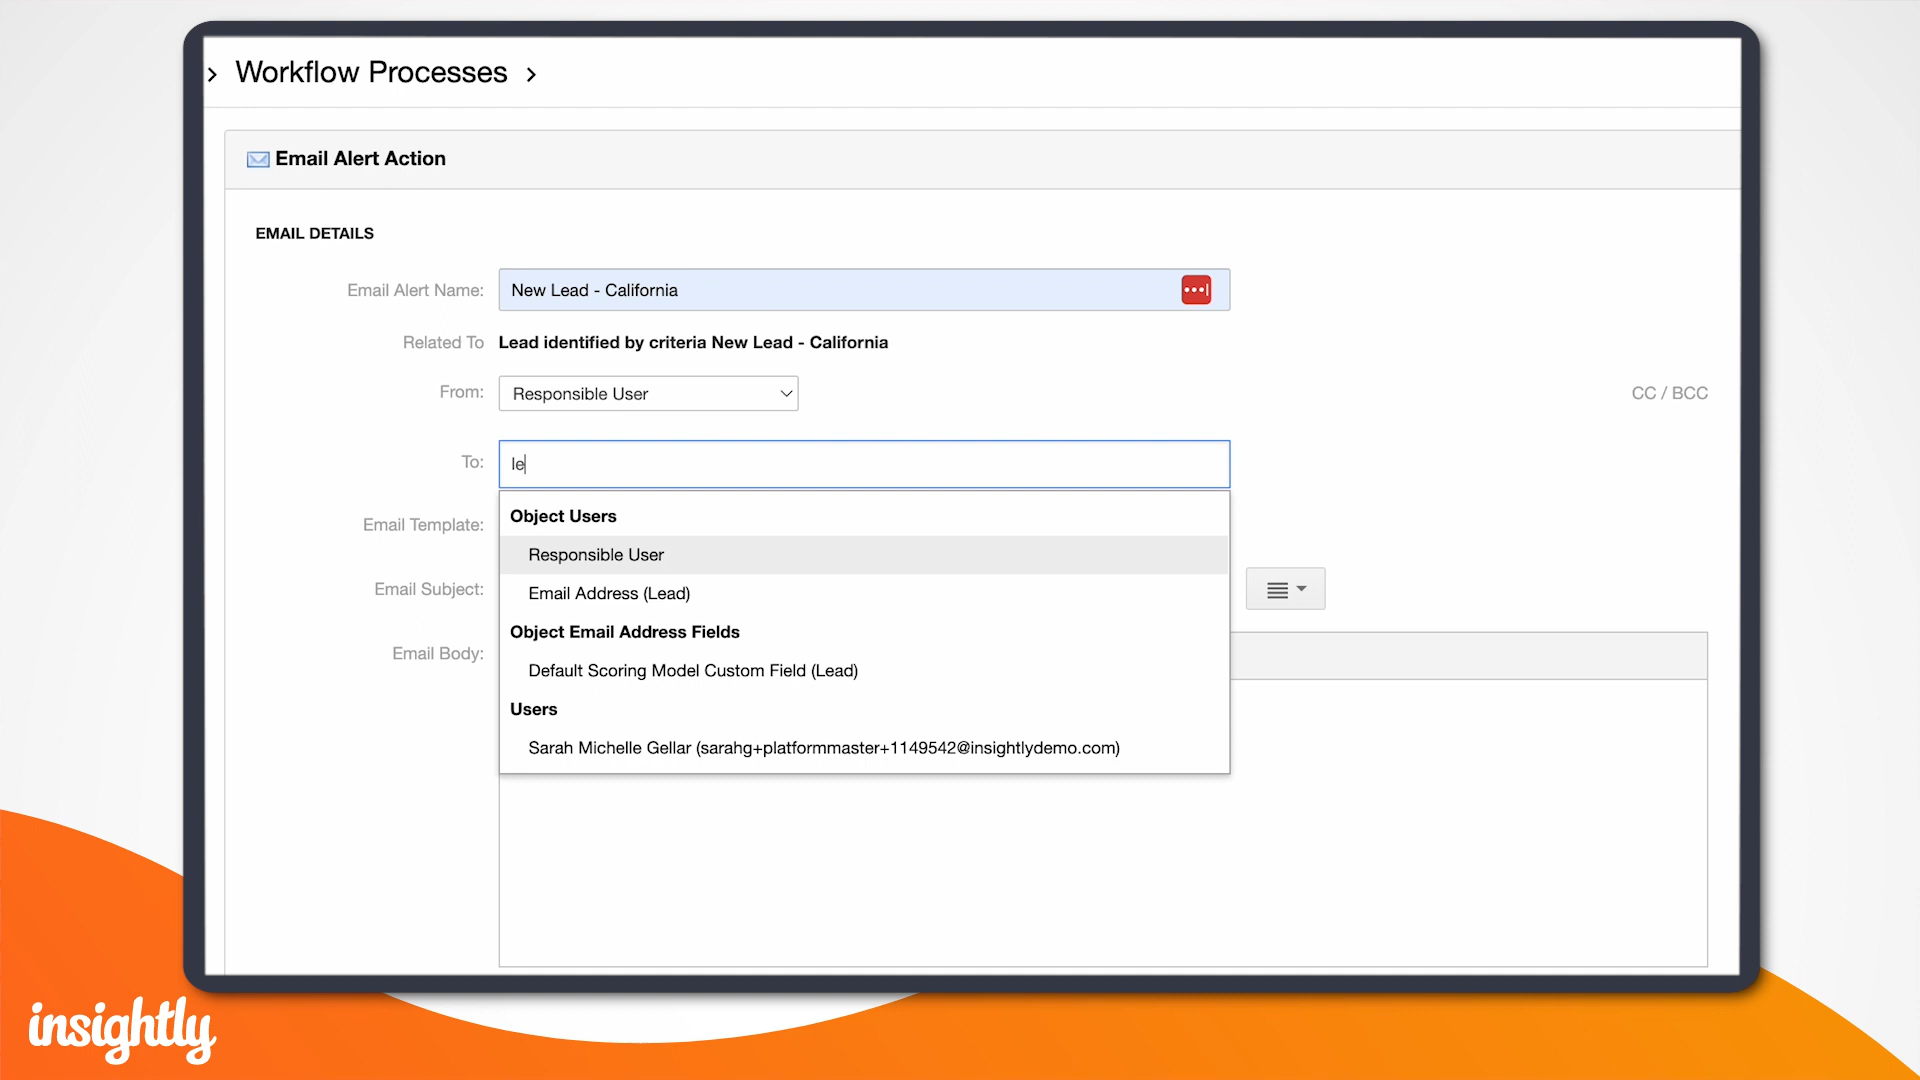 Workflow Processes
Email Alert Action
EMAIL DETAILS
Email Alert Name: New Lead - California
Related To Lead identified by criteria New Lead - California
From: Responsible User CC / BCC
To: le
Object Users
Email Template:
Responsible User
Email Subject:
Email Address (Lead)
Object Email Address Fields
Email Body:
Default Scoring Model Custom Field (Lead)
Users
Sarah Michelle Gellar (sarahg+platformmaster+1149542@insightlydemo.com)
insightly